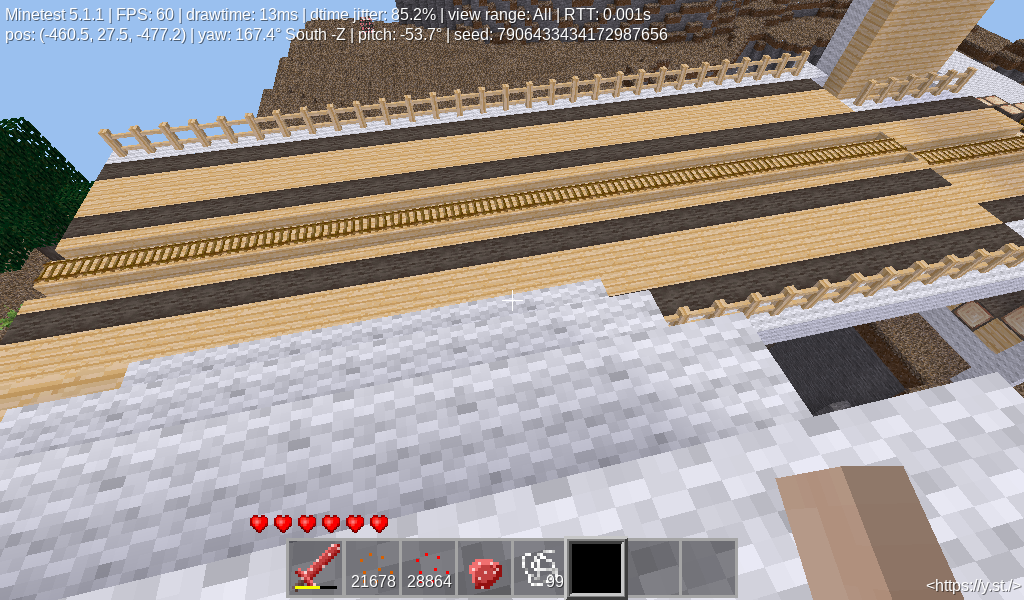 Minetest 5.1.1 | FPS: 60 | drawtime: 13ms | dtime jitter: 85.2% | view range: All | RTT: 0.001s
pos: (-460.5, 27.5, -477.2) | yaw: 167.4° South -Z | pitch: -53.7° | seed: 7906433434172987656
21678 28864 99
<https://y.st/>